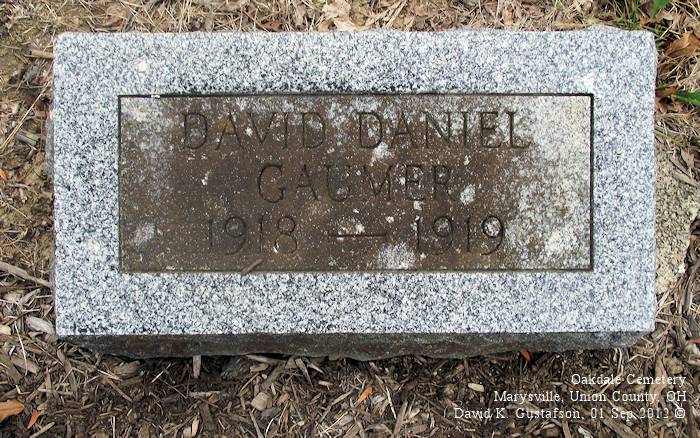 DAVID DANIEL
GAUMER
1918 — 1919
Oakdale Cemetery
Marysville, Union County, OH
David K. Gustafson, 01 Sep 2012 ©